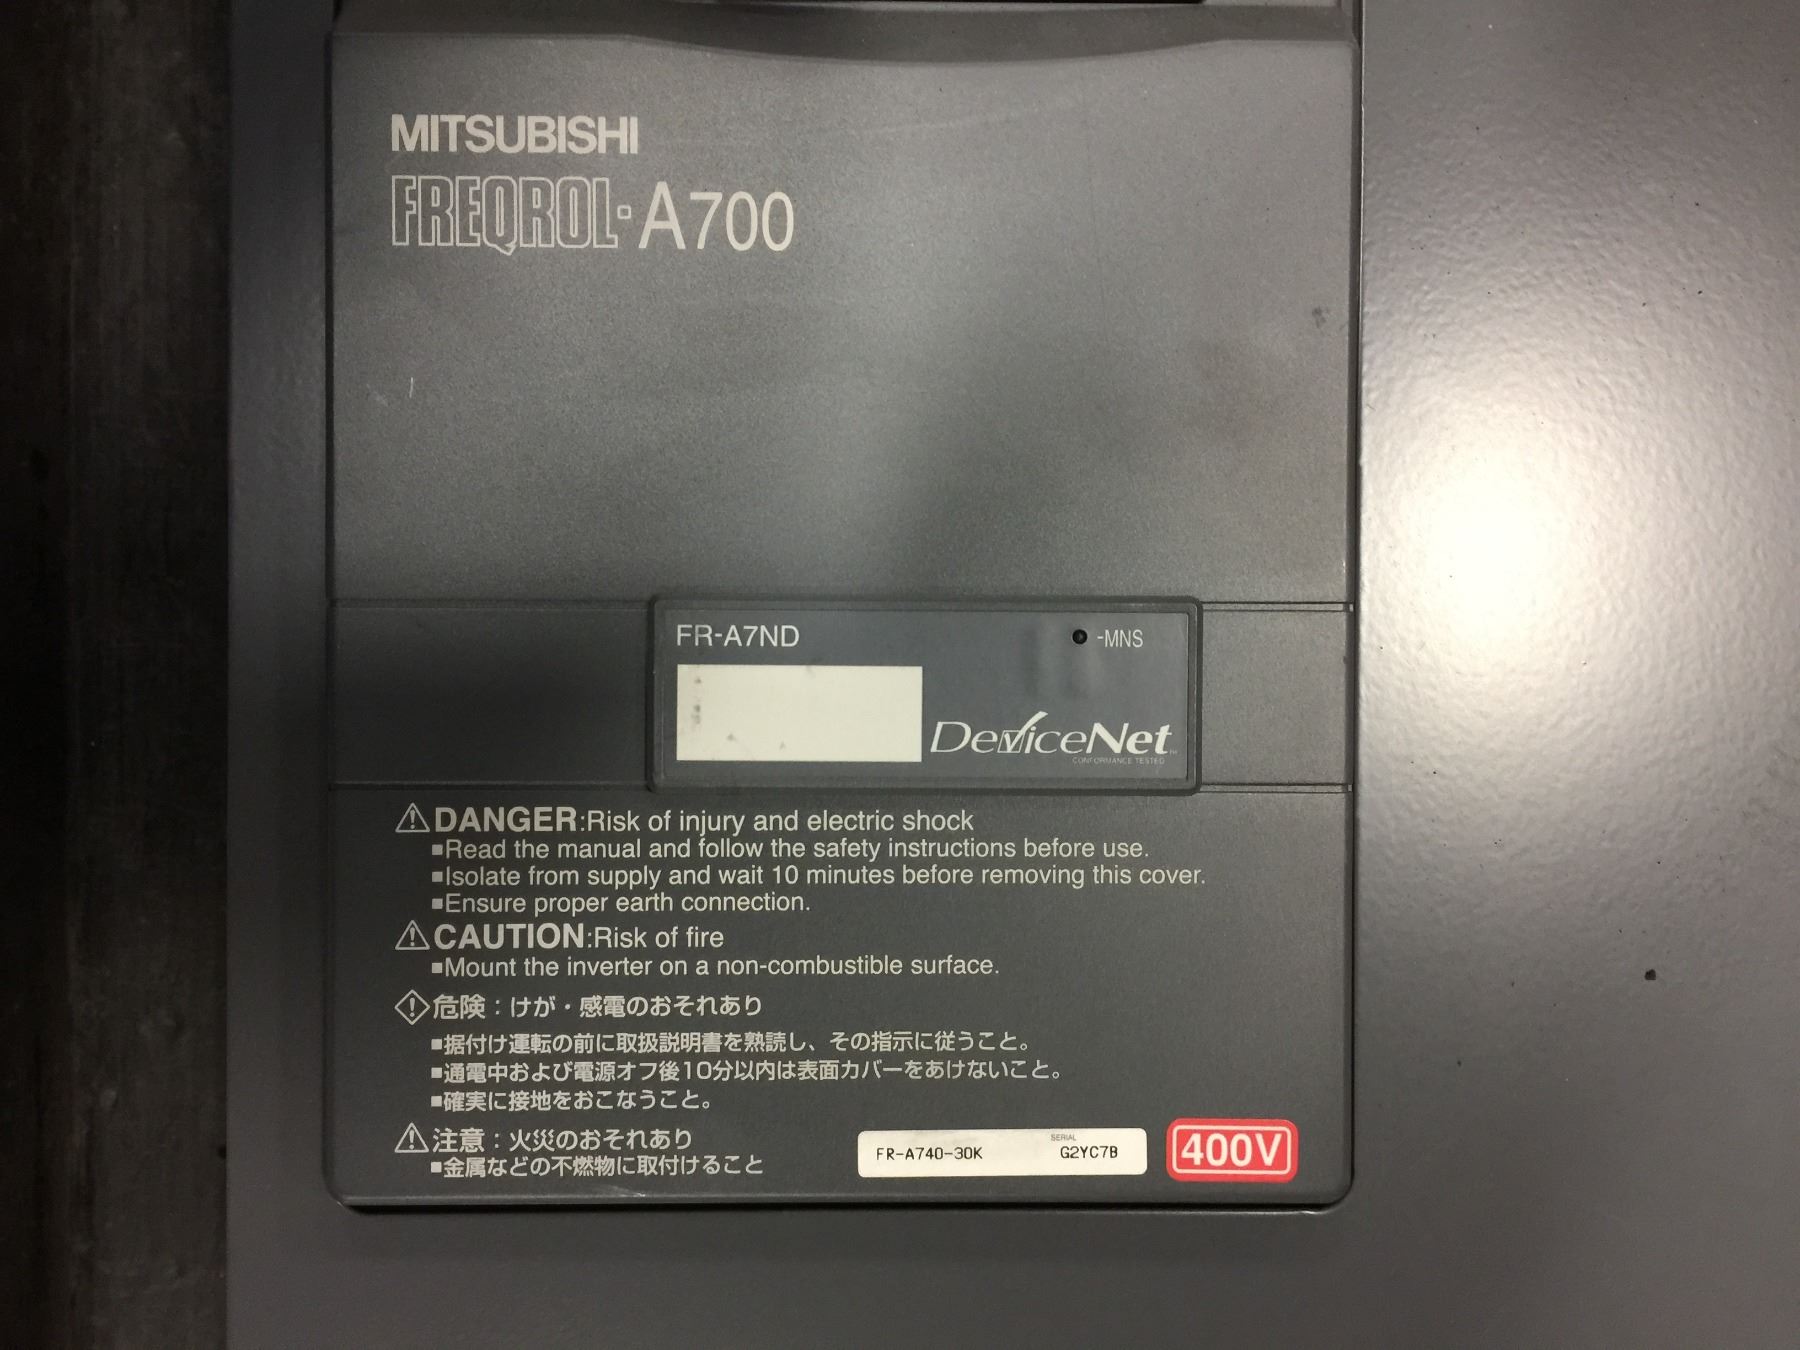 MITSUBISHI
FREQROL-A700
FR-A7ND
-MNS
DeviceNet
CONFORMANCE TESTED
⚠DANGER:Risk of injury and electric shock
■Read the manual and follow the safety instructions before use.
■Isolate from supply and wait 10 minutes before removing this cover.
■Ensure proper earth connection.
⚠CAUTION:Risk of fire
■Mount the inverter on a non-combustible surface.
危険：けが・感電のおそれあり
■据付け運転の前に取扱説明書を熟読し、その指示に従うこと。
■通電中および電源オフ後10分以内は表面カバーをあけないこと。
■確実に接地をおこなうこと。
⚠注意：火災のおそれあり
■金属などの不燃物に取付けること
FR-A740-30K SERIAL G2YC7B
400V